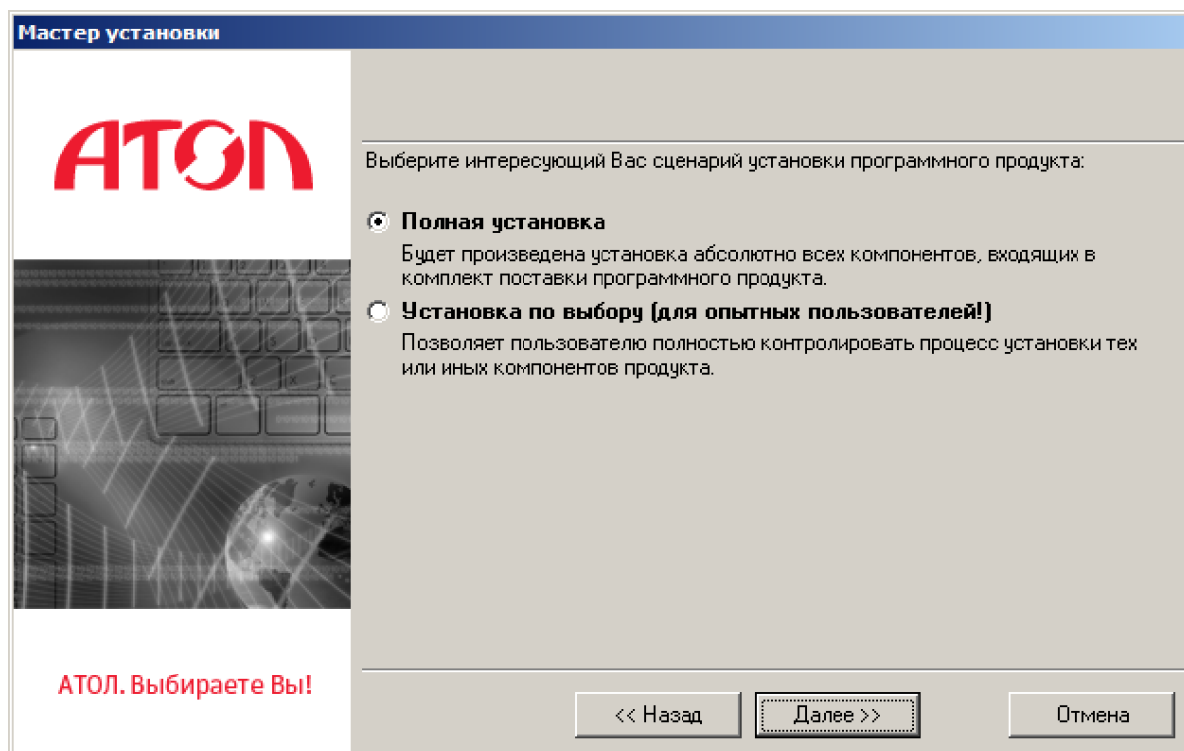 Мастер установки
АТОЛ
Выберите интересующий Вас сценарий установки программного продукта:
Полная установка
Будет произведена установка абсолютно всех компонентов, входящих в
комплект поставки программного продукта.
Установка по выбору (для опытных пользователей!)
Позволяет пользователю полностью контролировать процесс установки тех
или иных компонентов продукта.
АТОЛ. Выбираете Вы!
<< Назад
Далее >>
Отмена